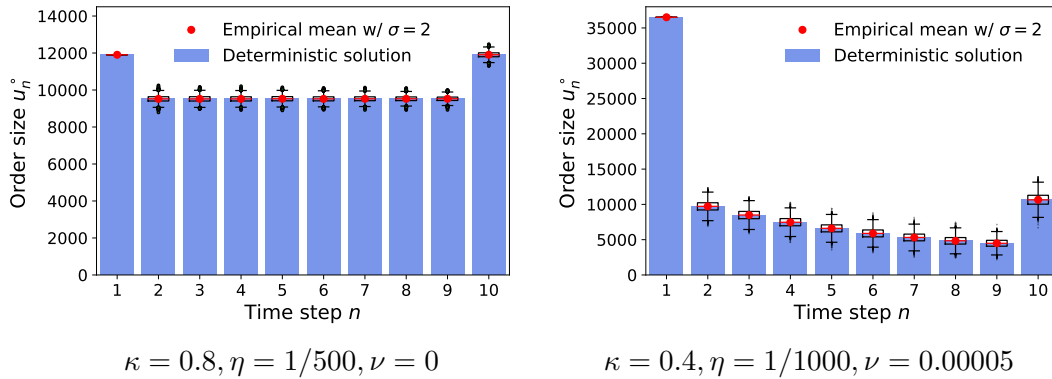 14000
12000
10000
8000
6000
4000
2000
0
Order size u°ₙ
Empirical mean w/ σ = 2
Deterministic solution
1 2 3 4 5 6 7 8 9 10
Time step n
κ = 0.8, η = 1/500, ν = 0
35000
30000
25000
20000
15000
10000
5000
0
Order size u°ₙ
Empirical mean w/ σ = 2
Deterministic solution
1 2 3 4 5 6 7 8 9 10
Time step n
κ = 0.4, η = 1/1000, ν = 0.00005